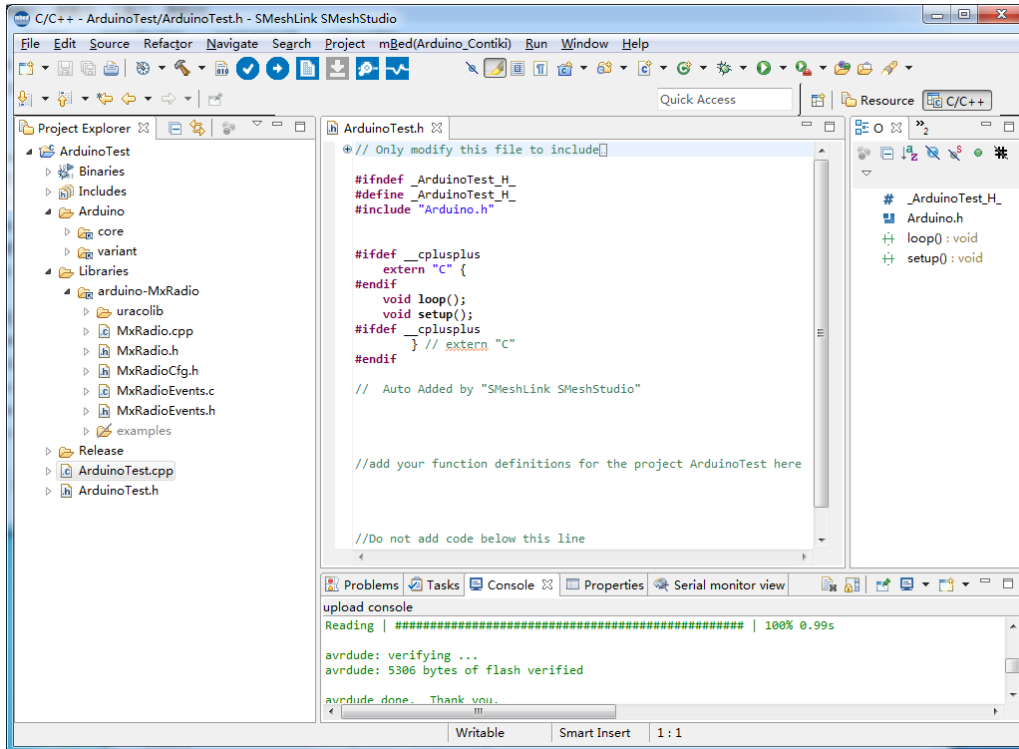 C/C++ - ArduinoTest/ArduinoTest.h - SMeshLink SMeshStudio
File Edit Source Refactor Navigate Search Project mBed(Arduino_Contiki) Run Window Help
Quick Access
Resource C/C++
Project Explorer
ArduinoTest
Binaries
Includes
Arduino
core
variant
Libraries
arduino-MxRadio
uracolib
MxRadio.cpp
MxRadio.h
MxRadioCfg.h
MxRadioEvents.c
MxRadioEvents.h
examples
Release
ArduinoTest.cpp
ArduinoTest.h
ArduinoTest.h
// Only modify this file to include
#ifndef _ArduinoTest_H_
#define _ArduinoTest_H_
#include "Arduino.h"
#ifdef __cplusplus
extern "C" {
#endif
void loop();
void setup();
#ifdef __cplusplus
} // extern "C"
#endif
// Auto Added by "SMeshLink SMeshStudio"
//add your function definitions for the project ArduinoTest here
//Do not add code below this line
O
»2
# _ArduinoTest_H_
Arduino.h
loop() : void
setup() : void
Problems Tasks Console Properties Serial monitor view
upload console
Reading | ################################################## | 100% 0.99s
avrdude: verifying ...
avrdude: 5306 bytes of flash verified
avrdude done. Thank you.
Writable Smart Insert 1 : 1